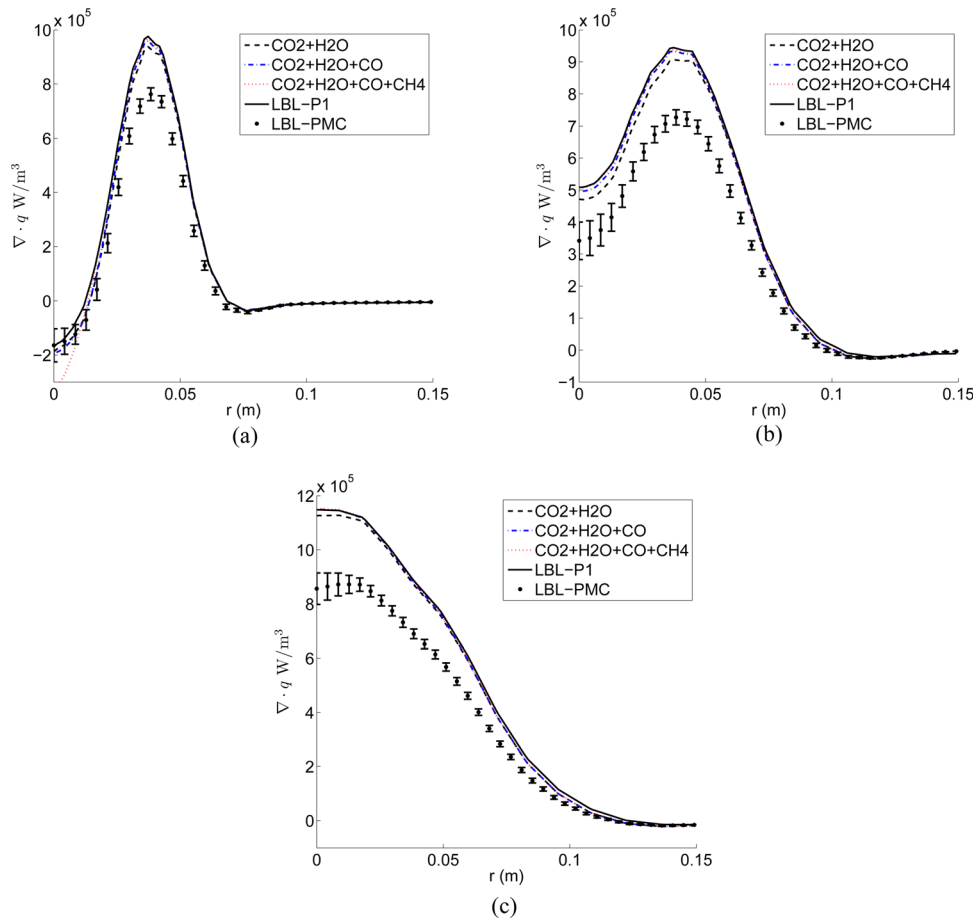 10 x 10^5
8
6
4
2
0
−2
0 0.05 0.1 0.15
r (m)
∇ · q W/m^3
CO2+H2O
CO2+H2O+CO
CO2+H2O+CO+CH4
LBL−P1
LBL−PMC
(a)
10 x 10^5
9
8
7
6
5
4
3
2
1
0
−1
0 0.05 0.1 0.15
r (m)
∇ · q W/m^3
CO2+H2O
CO2+H2O+CO
CO2+H2O+CO+CH4
LBL−P1
LBL−PMC
(b)
12 x 10^5
10
8
6
4
2
0
0 0.05 0.1 0.15
r (m)
∇ · q W/m^3
CO2+H2O
CO2+H2O+CO
CO2+H2O+CO+CH4
LBL−P1
LBL−PMC
(c)